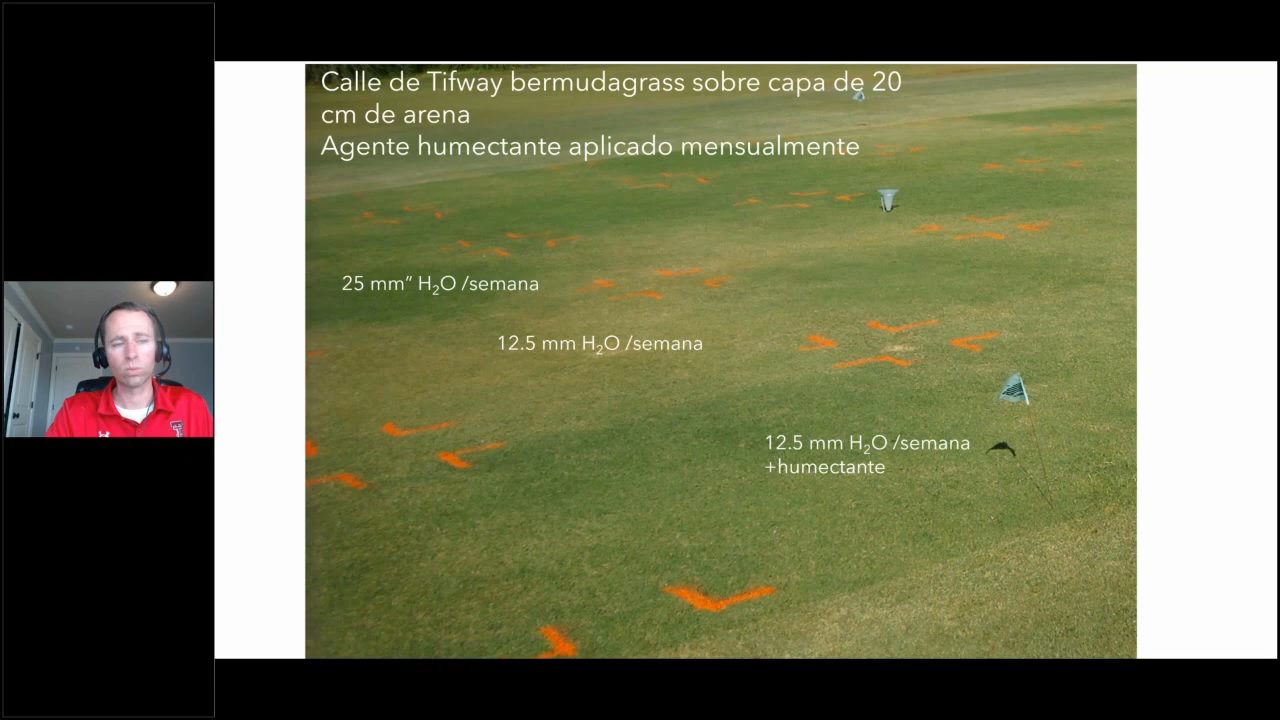 Calle de Tifway bermudagrass sobre capa de 20
cm de arena
Agente humectante aplicado mensualmente
25 mm” H₂O /semana
12.5 mm H₂O /semana
12.5 mm H₂O /semana
+humectante